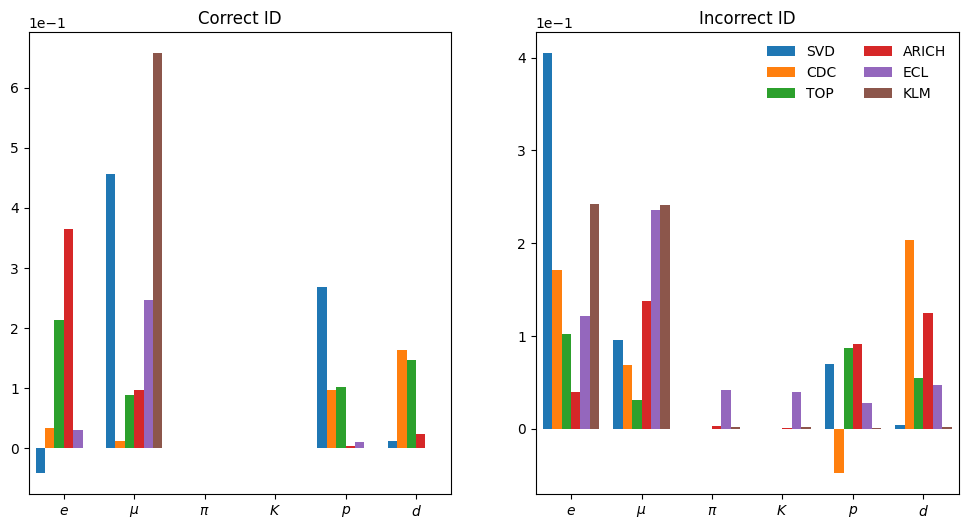 Correct ID
1e−1
6
5
4
3
2
1
0
e μ π K p d
Incorrect ID
1e−1
4
3
2
1
0
SVD ARICH
CDC ECL
TOP KLM
e μ π K p d